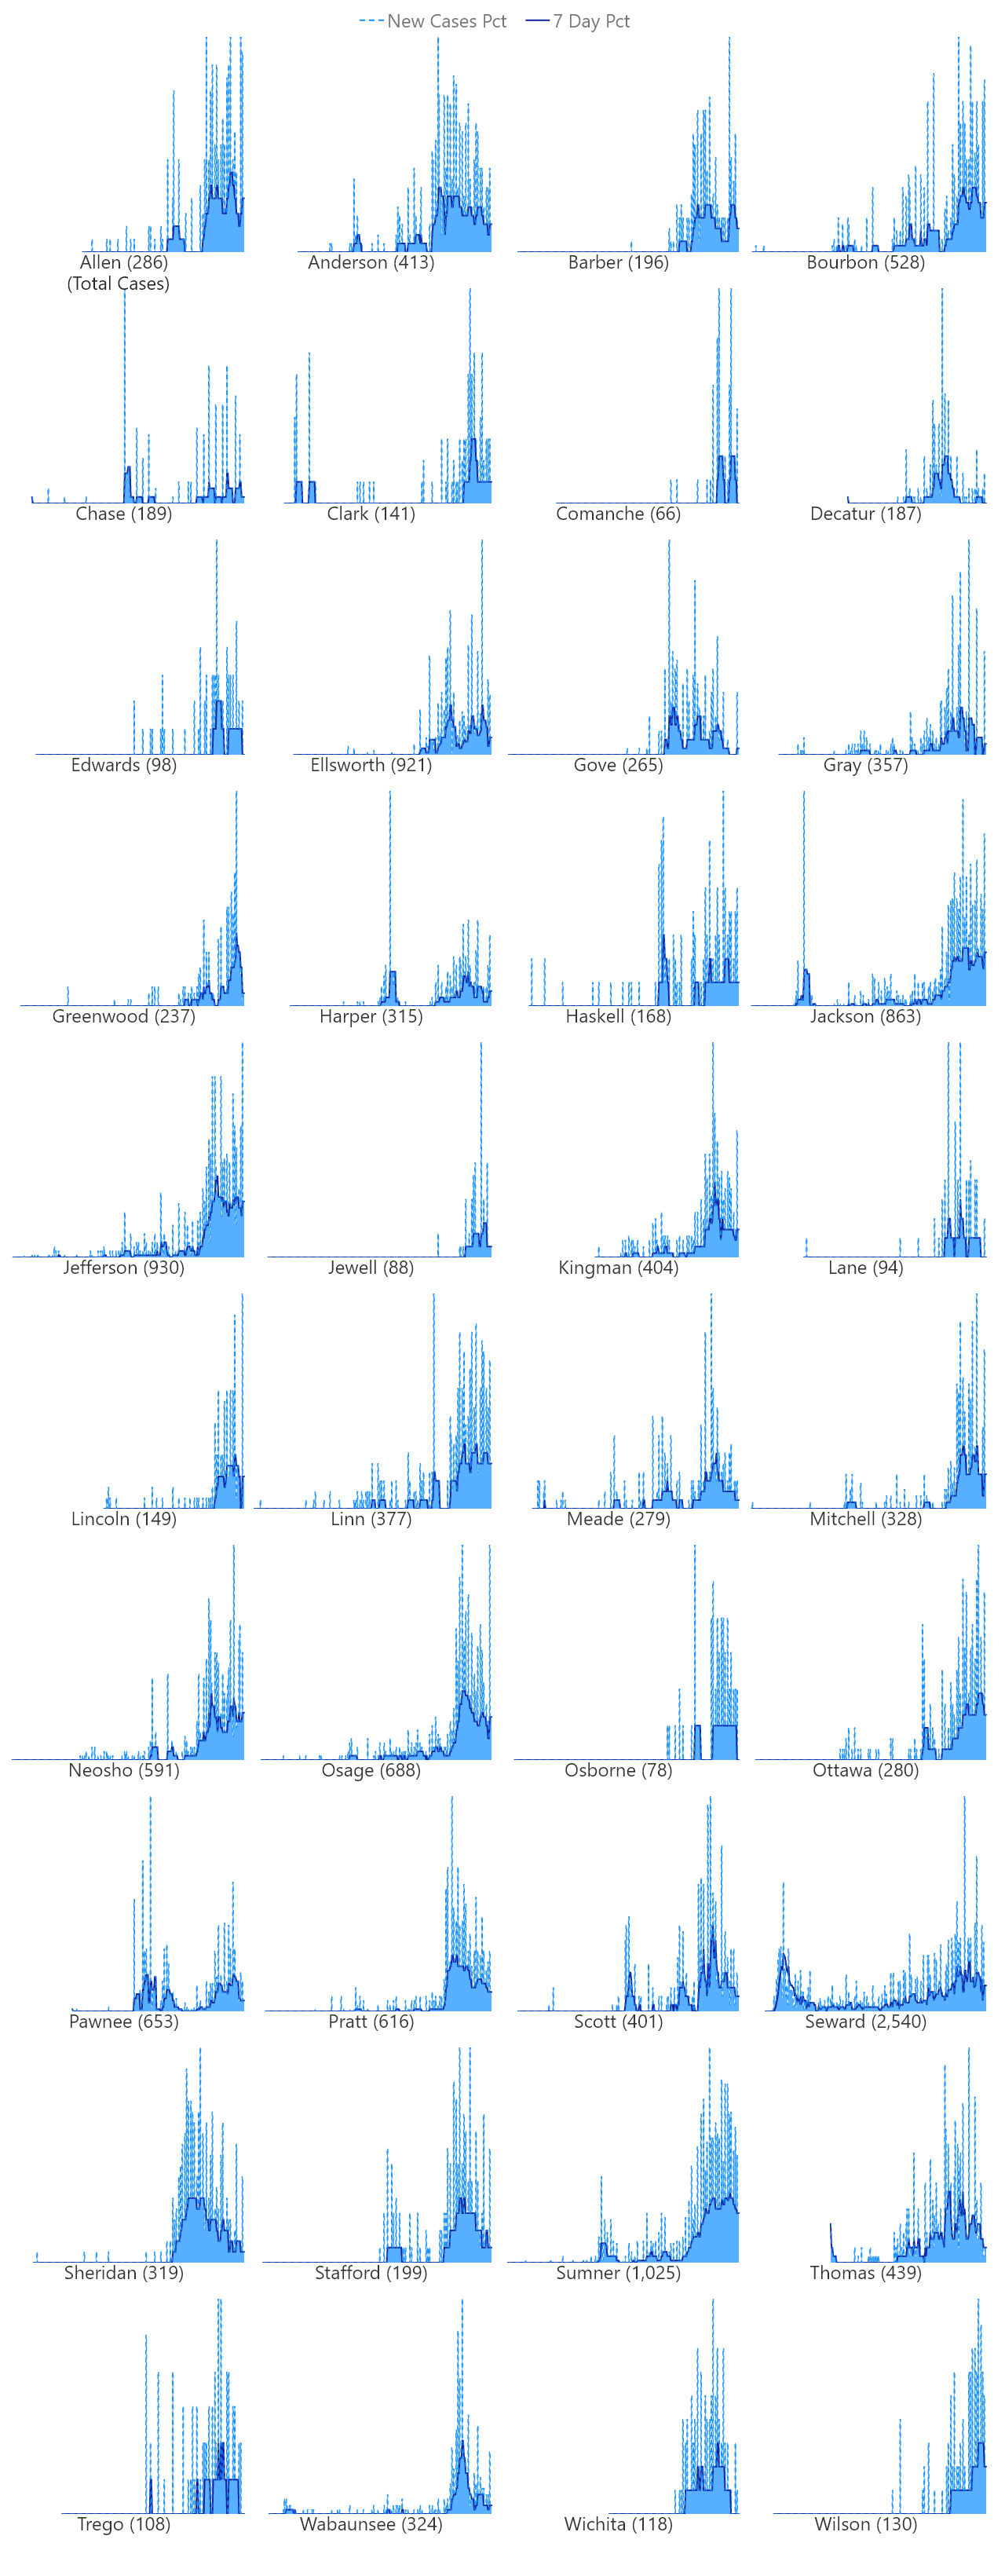 New Cases Pct 7 Day Pct
Allen (286) Anderson (413) Barber (196) Bourbon (528)
(Total Cases)
Chase (189) Clark (141) Comanche (66) Decatur (187)
Edwards (98) Ellsworth (921) Gove (265) Gray (357)
Greenwood (237) Harper (315) Haskell (168) Jackson (863)
Jefferson (930) Jewell (88) Kingman (404) Lane (94)
Lincoln (149) Linn (377) Meade (279) Mitchell (328)
Neosho (591) Osage (688) Osborne (78) Ottawa (280)
Pawnee (653) Pratt (616) Scott (401) Seward (2,540)
Sheridan (319) Stafford (199) Sumner (1,025) Thomas (439)
Trego (108) Wabaunsee (324) Wichita (118) Wilson (130)